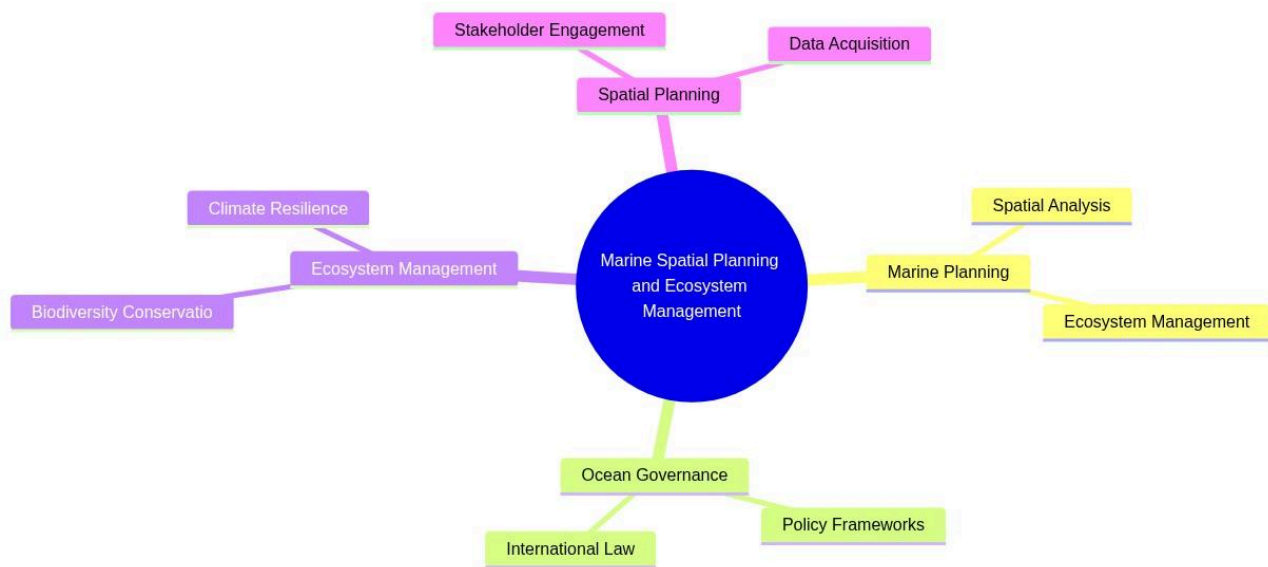 Stakeholder Engagement
Data Acquisition
Spatial Planning
Climate Resilience
Spatial Analysis
Ecosystem Management
Marine Spatial Planning
and Ecosystem
Management
Marine Planning
Biodiversity Conservatio
Ecosystem Management
Ocean Governance
Policy Frameworks
International Law